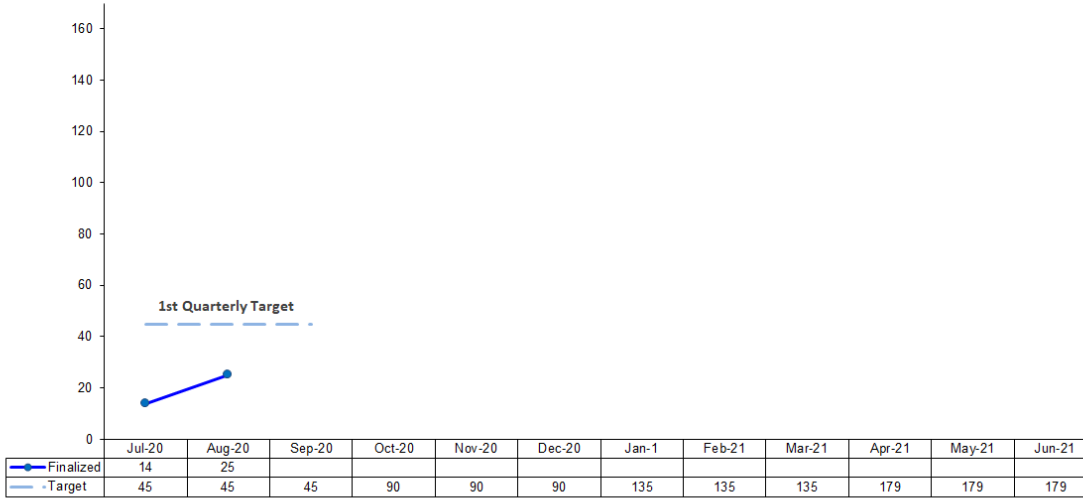 160
140
120
100
80
60
1st Quarterly Target
40
20
0
Jul-20 Aug-20 Sep-20 Oct-20 Nov-20 Dec-20 Jan-1 Feb-21 Mar-21 Apr-21 May-21 Jun-21
Finalized 14 25
Target 45 45 45 90 90 90 135 135 135 179 179 179